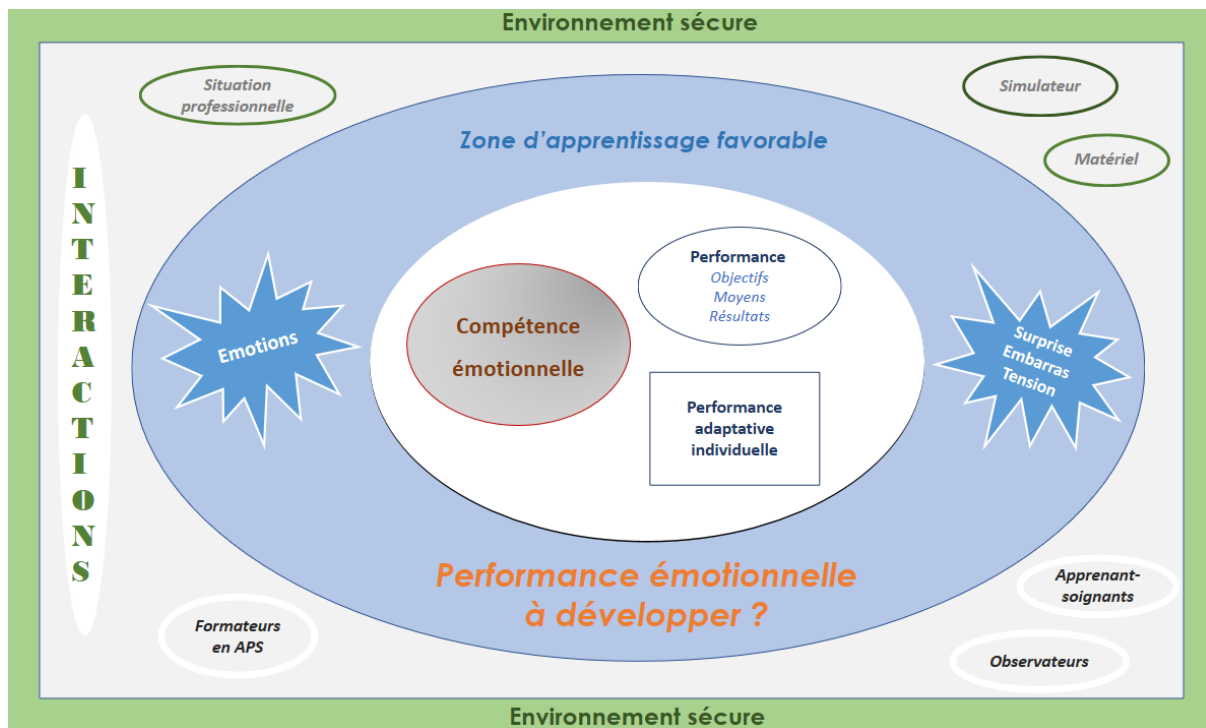 Environnement sécure
Situation
professionnelle
Simulateur
Matériel
INTERACTIONS
Zone d'apprentissage favorable
Emotions
Compétence
émotionnelle
Performance
Objectifs
Moyens
Résultats
Performance
adaptative
individuelle
Surprise
Embarras
Tension
Performance émotionnelle
à développer ?
Formateurs
en APS
Apprenant-
soignants
Observateurs
Environnement sécure